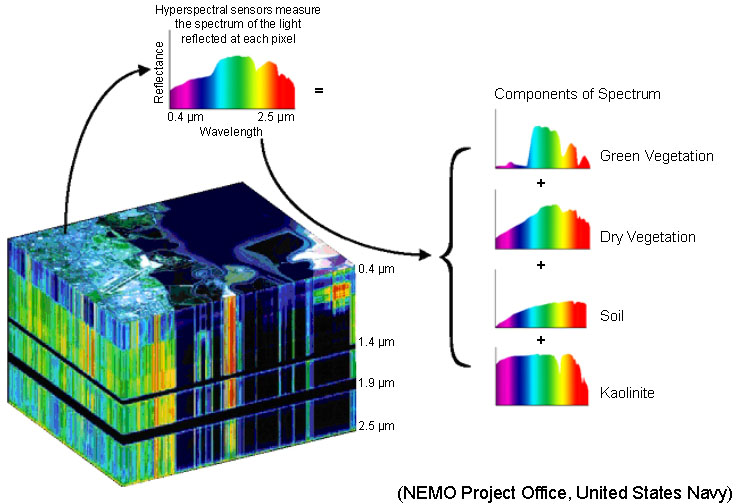 Hyperspectral sensors measure
the spectrum of the light
reflected at each pixel
Reflectance
0.4 µm 2.5 µm
Wavelength
=
Components of Spectrum
Green Vegetation
+
Dry Vegetation
+
Soil
+
Kaolinite
0.4 µm
1.4 µm
1.9 µm
2.5 µm
(NEMO Project Office, United States Navy)